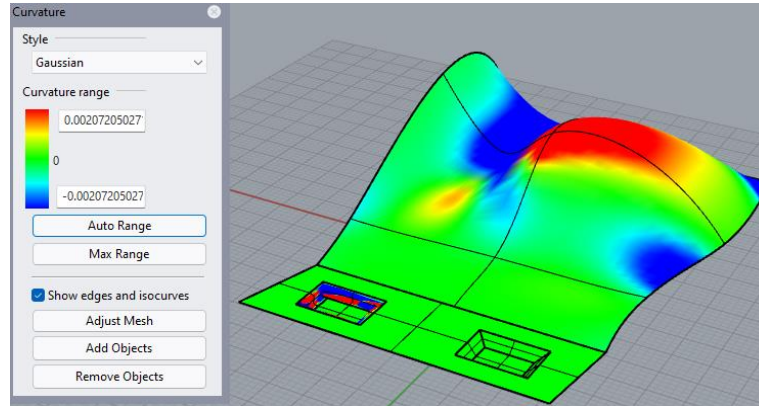 Curvature
Style
Gaussian
Curvature range
0.00207205027
0
-0.00207205027
Auto Range
Max Range
Show edges and isocurves
Adjust Mesh
Add Objects
Remove Objects